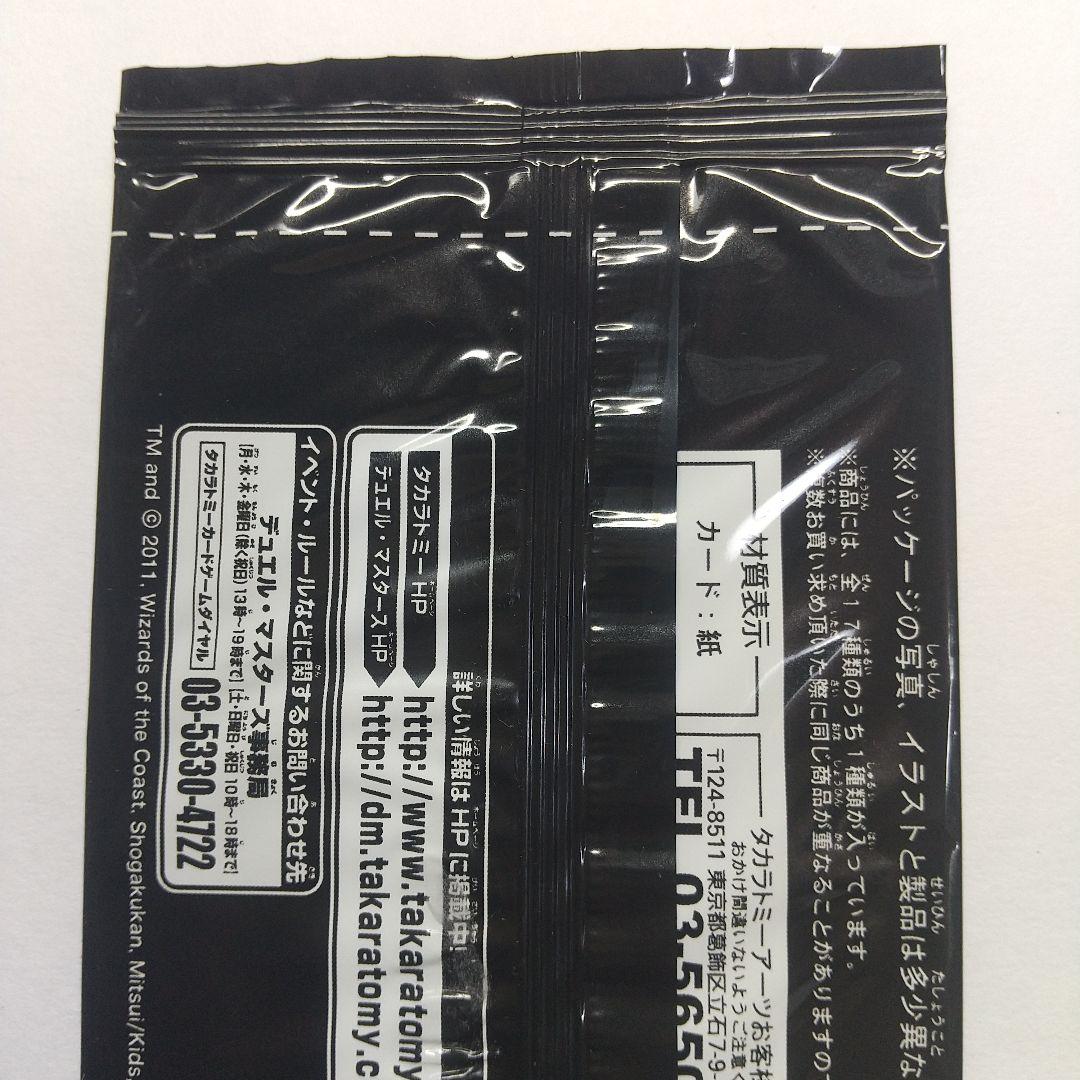 ※パッケージの写真、イラストと製品は多少異な
※商品には、全17種類のうち1種類が入っています。
数お買い求め頂いた際に同じ商品が重なることがありますの
材質表示
カード：紙
タカラトミーアーツお客様
おかけ間違いないようご注意く
〒124-8511 東京都葛飾区立石7-9-
TEL 03-5650
詳しい情報はHPに掲載中!
タカラトミーHP http://www.takaratomy
デュエル・マスターズHP http://dm.takaratomy.c
イベント・ルールなどに関するお問い合わせ先
デュエル・マスターズ事務局
(月・水・木・金曜日(除く祝日)13時~19時まで) (土・日曜日・祝日 10時~18時まで)
タカラトミーカードゲームダイヤル 03-5330-4722
TM and © 2011, Wizards of the Coast, Shogakukan, Mitsui/Kids,